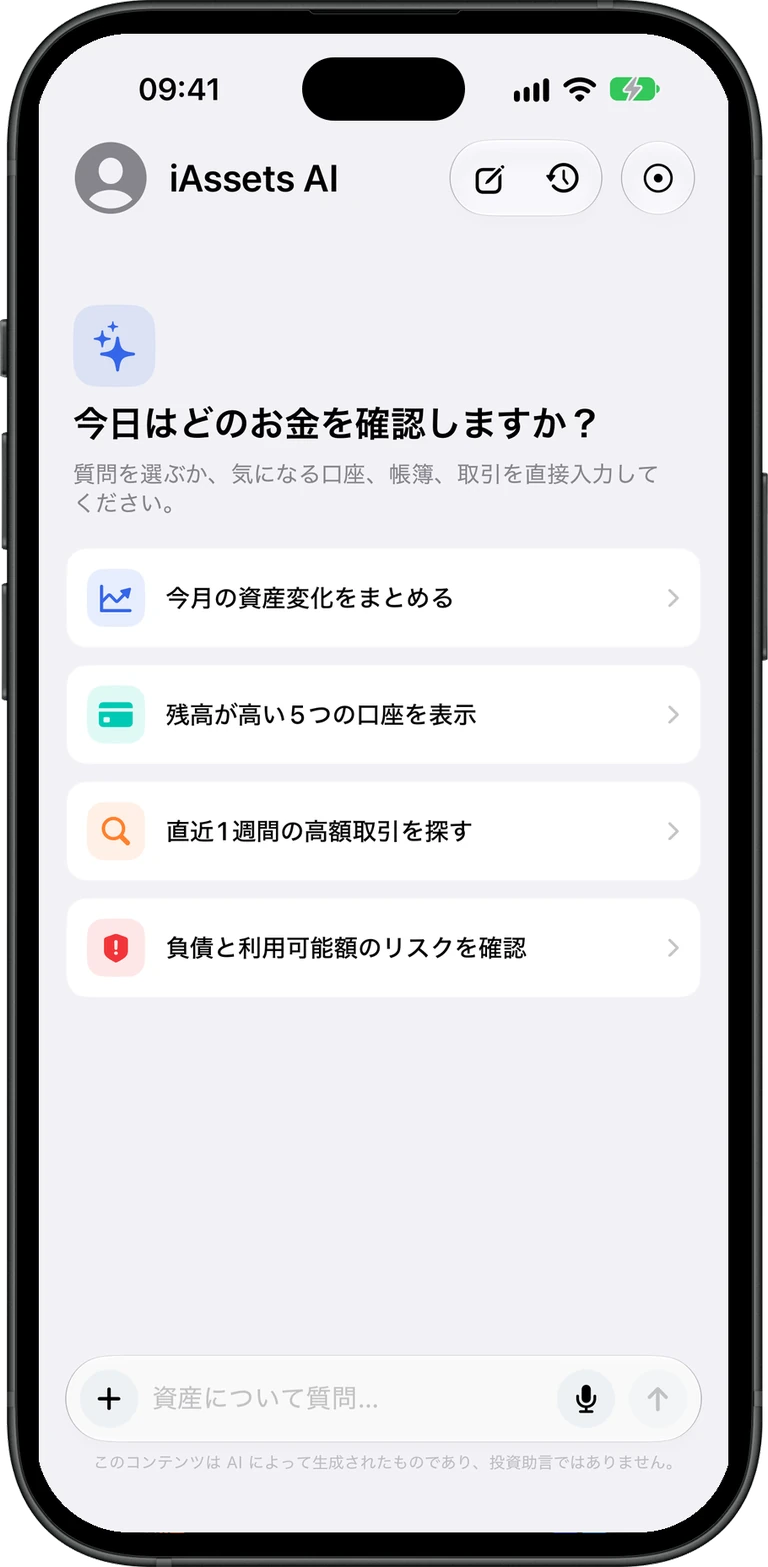 09:41
iAssets AI
今日はどのお金を確認しますか？
質問を選ぶか、気になる口座、帳簿、取引を直接入力して
ください。
今月の資産変化をまとめる
残高が高い5つの口座を表示
直近1週間の高額取引を探す
負債と利用可能額のリスクを確認
資産について質問...
このコンテンツは AI によって生成されたものであり、投資助言ではありません。